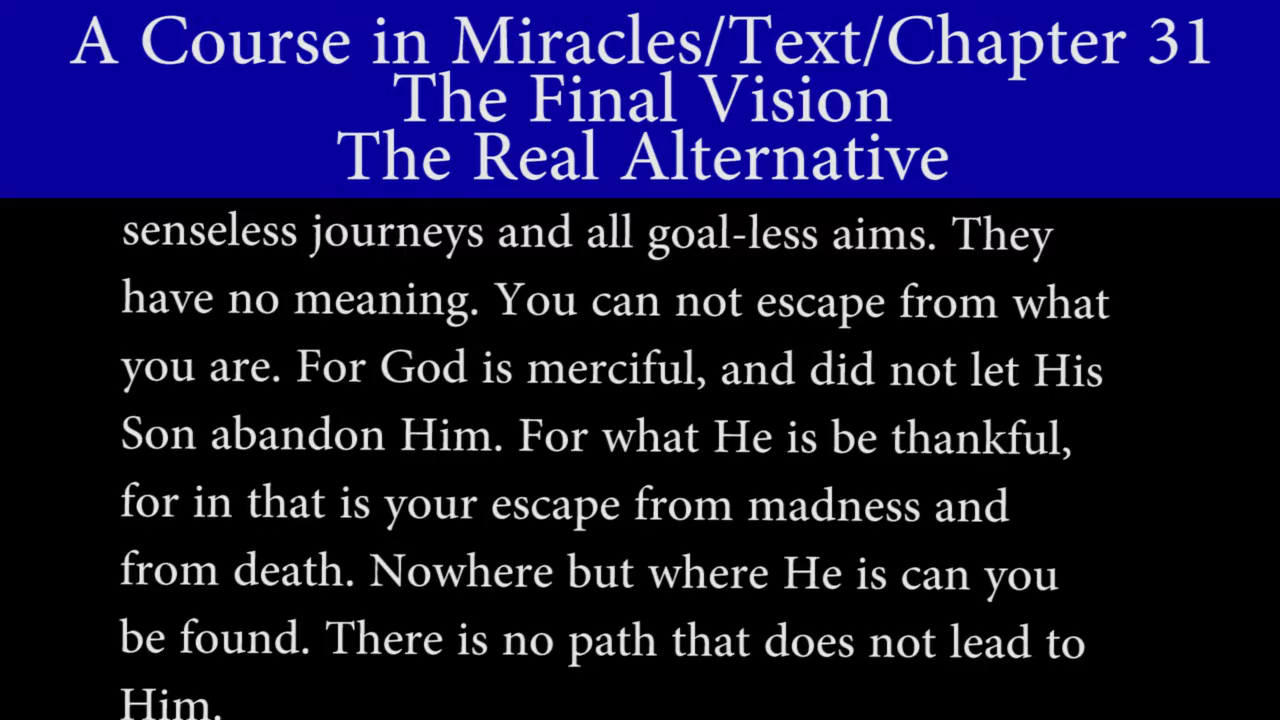 A Course in Miracles/Text/Chapter 31
The Final Vision
The Real Alternative
senseless journeys and all goal-less aims. They
have no meaning. You can not escape from what
you are. For God is merciful, and did not let His
Son abandon Him. For what He is be thankful,
for in that is your escape from madness and
from death. Nowhere but where He is can you
be found. There is no path that does not lead to
Him.